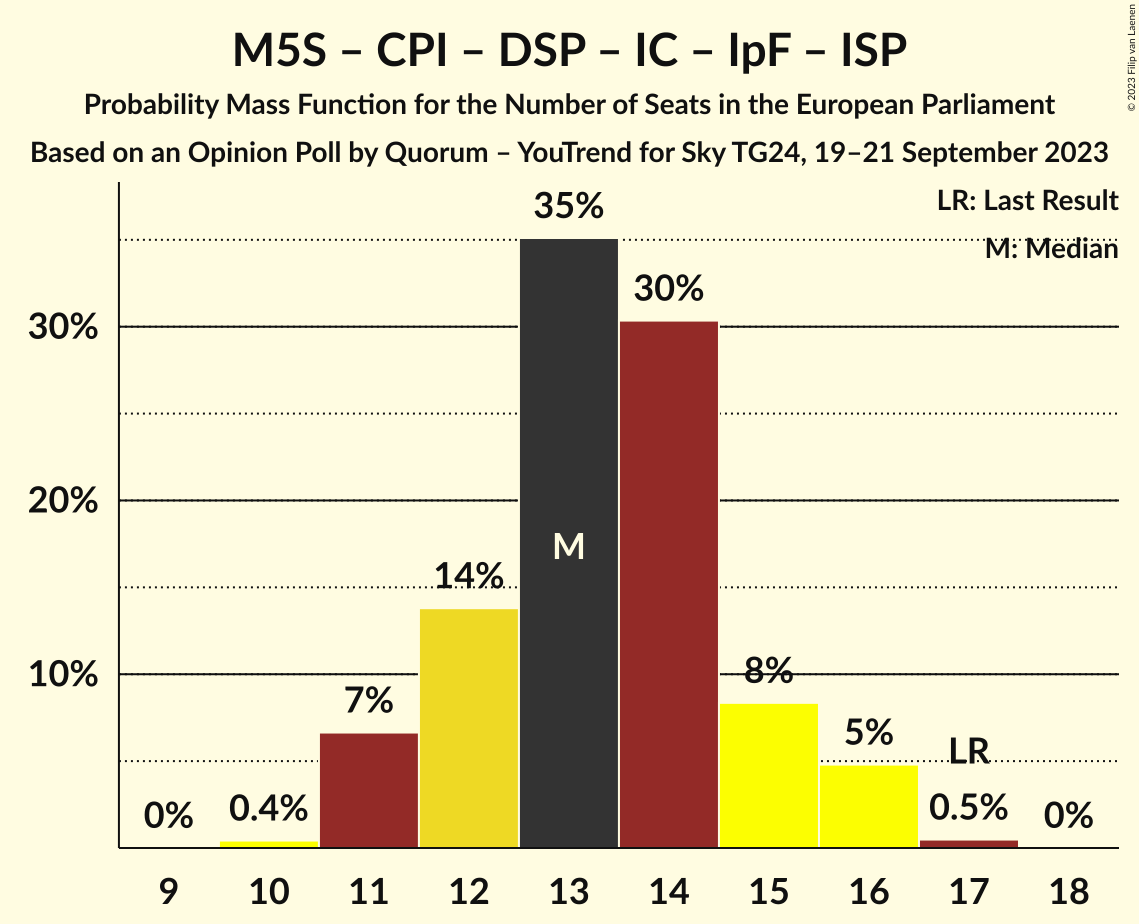 M5S – CPI – DSP – IC – IpF – ISP
Probability Mass Function for the Number of Seats in the European Parliament
Based on an Opinion Poll by Quorum – YouTrend for Sky TG24, 19–21 September 2023
© 2023 Filip van Laenen
LR: Last Result
M: Median
35%
30%
30%
20%
10%
M
14%
7%
8%
5%
LR
0%
0.4%
0.5%
0%
9 10 11 12 13 14 15 16 17 18